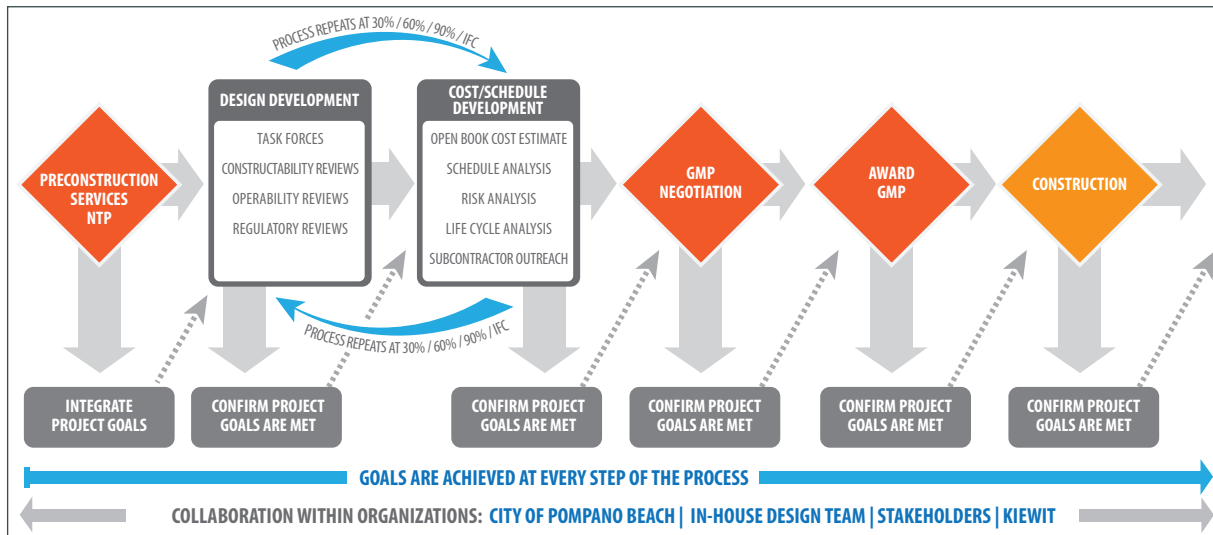 PROCESS REPEATS AT 30% / 60% / 90% / IFC
PRECONSTRUCTION
SERVICES
NTP
DESIGN DEVELOPMENT
TASK FORCES
CONSTRUCTABILITY REVIEWS
OPERABILITY REVIEWS
REGULATORY REVIEWS
COST/SCHEDULE
DEVELOPMENT
OPEN BOOK COST ESTIMATE
SCHEDULE ANALYSIS
RISK ANALYSIS
LIFE CYCLE ANALYSIS
SUBCONTRACTOR OUTREACH
GMP
NEGOTIATION
AWARD
GMP
CONSTRUCTION
PROCESS REPEATS AT 30% / 60% / 90% / IFC
INTEGRATE
PROJECT GOALS
CONFIRM PROJECT
GOALS ARE MET
CONFIRM PROJECT
GOALS ARE MET
CONFIRM PROJECT
GOALS ARE MET
CONFIRM PROJECT
GOALS ARE MET
CONFIRM PROJECT
GOALS ARE MET
GOALS ARE ACHIEVED AT EVERY STEP OF THE PROCESS
COLLABORATION WITHIN ORGANIZATIONS: CITY OF POMPANO BEACH | IN-HOUSE DESIGN TEAM | STAKEHOLDERS | KIEWIT